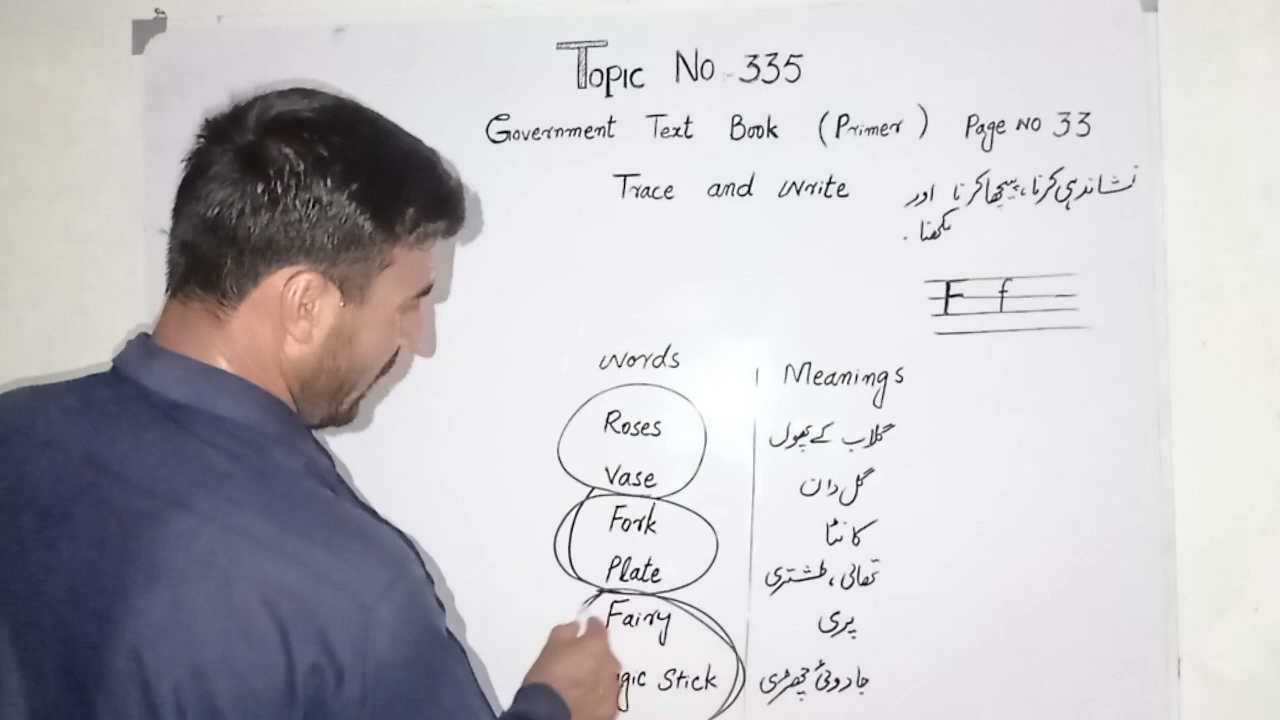 Topic No 335
Government Text Book (Primer) Page No 33
Trace and Write نشاندہی کرنا، پیچھا کرنا اور
لکھنا.
F f
Words Meanings
Roses گلاب کے پھول
Vase گل دان
Fork کانٹا
Plate تھالی، طشتری
Fairy پری
gic Stick جادوئی چھڑی